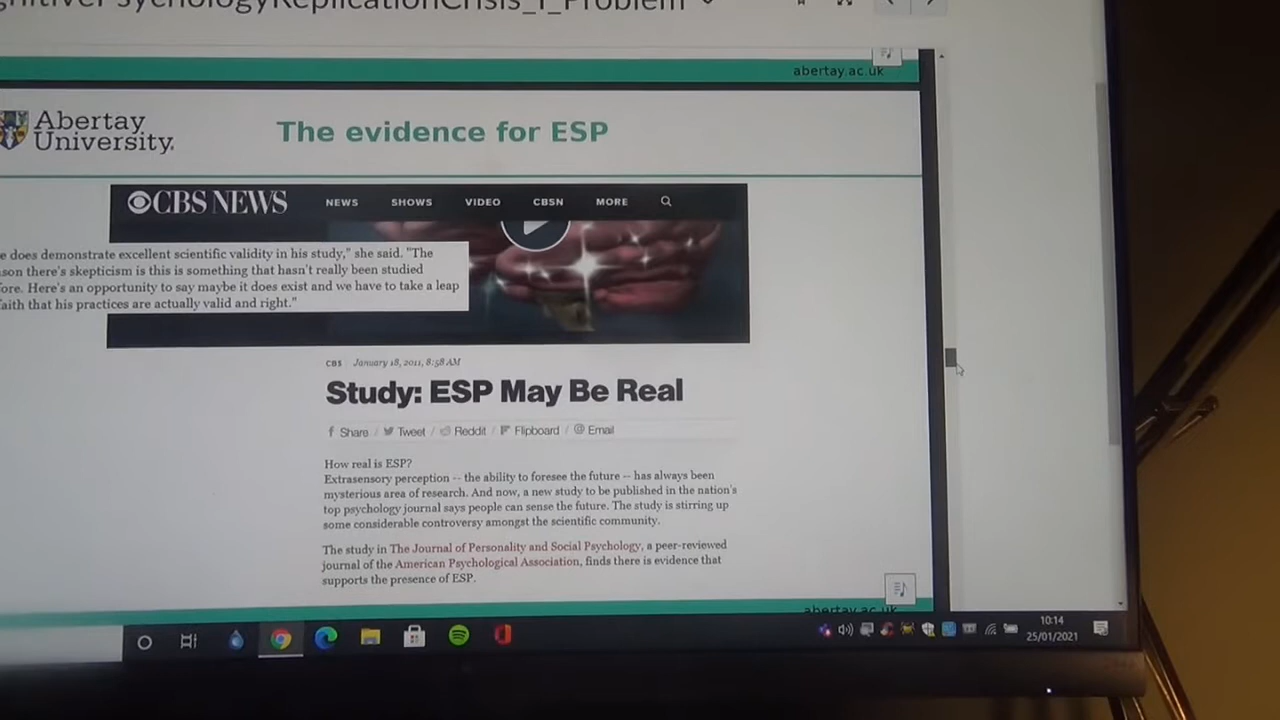 abertay.ac.uk
Abertay
University.
The evidence for ESP
CBS NEWS NEWS SHOWS VIDEO CBSN MORE
e does demonstrate excellent scientific validity in his study," she said. "The
son there's skepticism is this is something that hasn't really been studied
ore. Here's an opportunity to say maybe it does exist and we have to take a leap
faith that his practices are actually valid and right."
CBS January 18, 2011, 8:58 AM
Study: ESP May Be Real
Share / Tweet / Reddit / Flipboard / Email
How real is ESP?
Extrasensory perception -- the ability to foresee the future -- has always been
mysterious area of research. And now, a new study to be published in the nation's
top psychology journal says people can sense the future. The study is stirring up
some considerable controversy amongst the scientific community.
The study in The Journal of Personality and Social Psychology, a peer-reviewed
journal of the American Psychological Association, finds there is evidence that
supports the presence of ESP.
abertay.ac.uk
10:14
25/01/2021